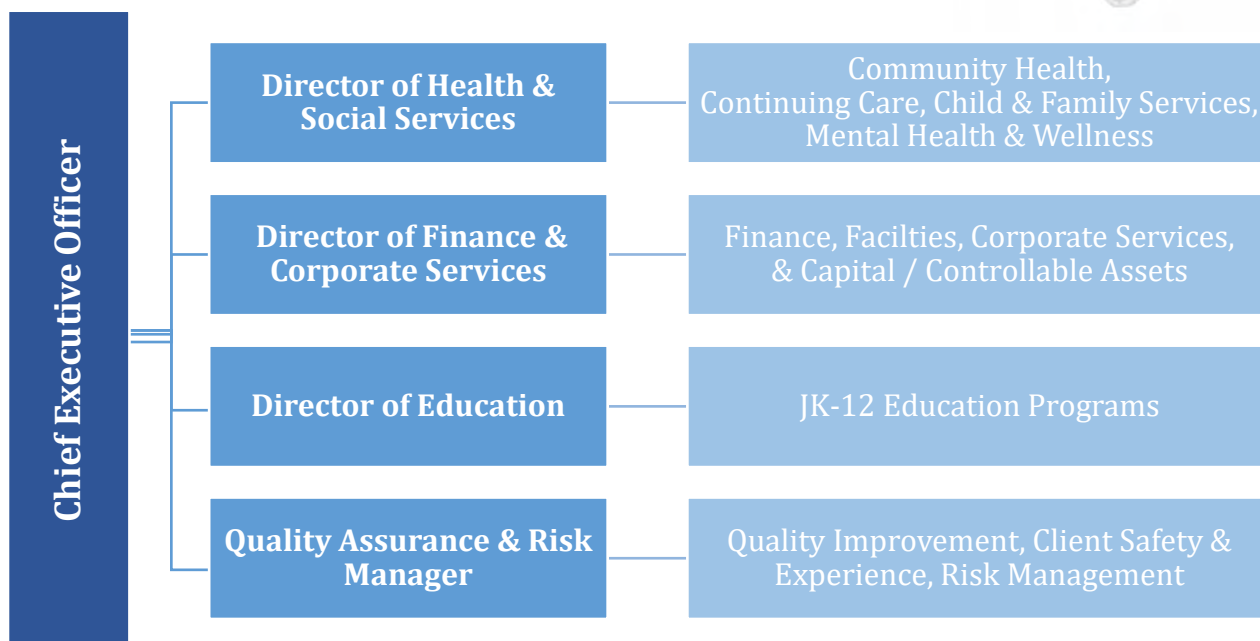 Chief Executive Officer
Director of Health &
Social Services
Community Health,
Continuing Care, Child & Family Services,
Mental Health & Wellness
Director of Finance &
Corporate Services
Finance, Facilties, Corporate Services,
& Capital / Controllable Assets
Director of Education
JK-12 Education Programs
Quality Assurance & Risk
Manager
Quality Improvement, Client Safety &
Experience, Risk Management